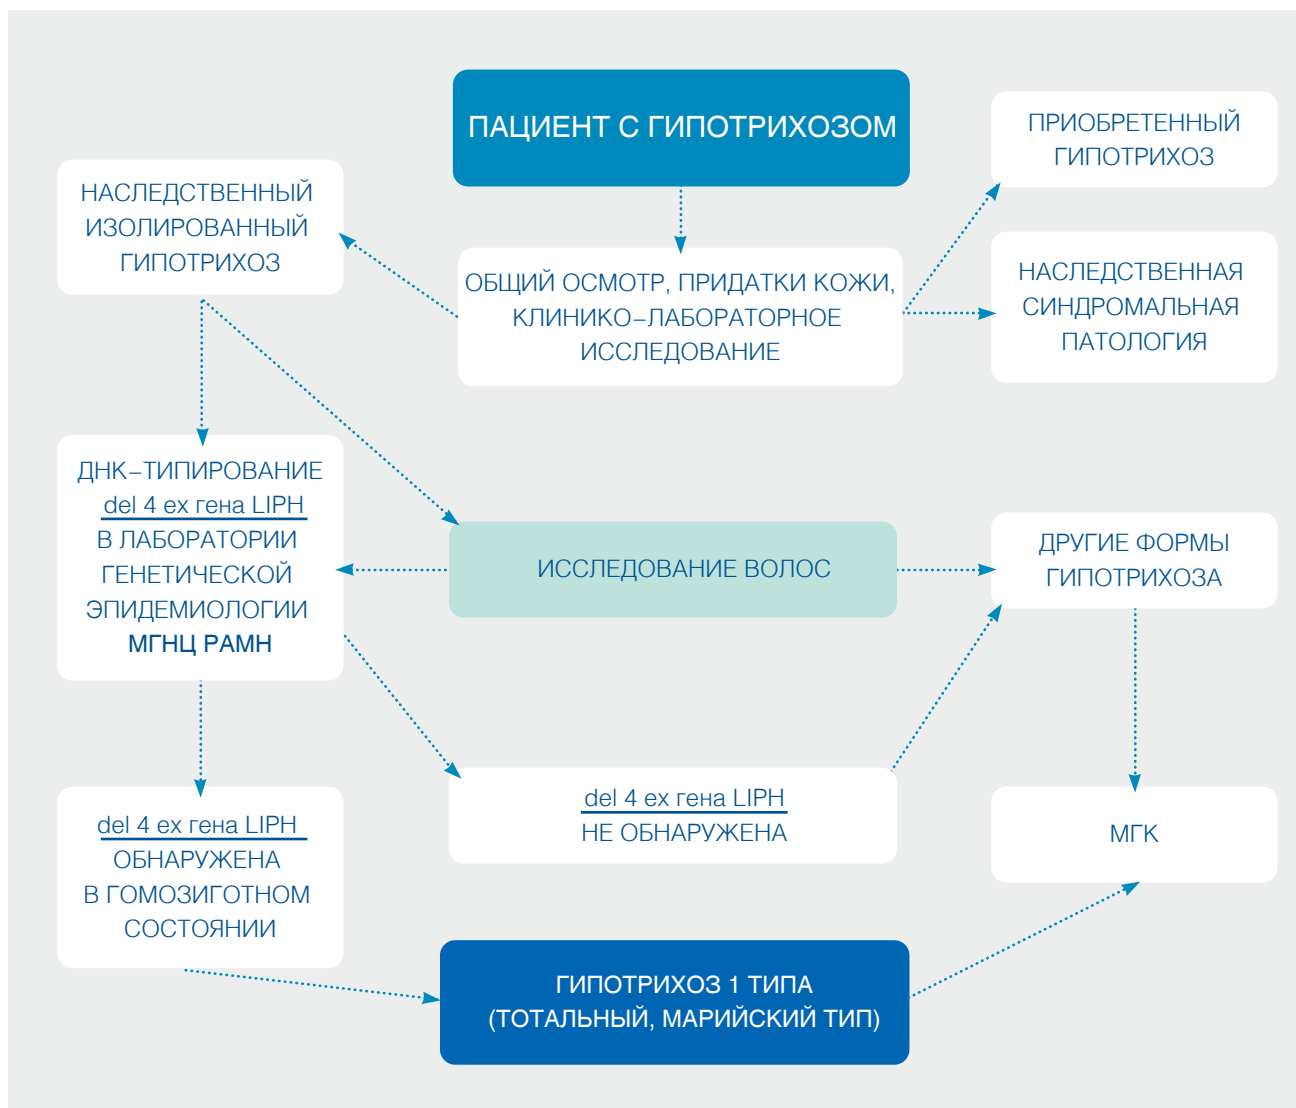 ПАЦИЕНТ С ГИПОТРИХОЗОМ
ПРИОБРЕТЕННЫЙ
ГИПОТРИХОЗ
НАСЛЕДСТВЕННЫЙ
ИЗОЛИРОВАННЫЙ
ГИПОТРИХОЗ
ОБЩИЙ ОСМОТР, ПРИДАТКИ КОЖИ,
КЛИНИКО–ЛАБОРАТОРНОЕ
ИССЛЕДОВАНИЕ
НАСЛЕДСТВЕННАЯ
СИНДРОМАЛЬНАЯ
ПАТОЛОГИЯ
ДНК–ТИПИРОВАНИЕ
del 4 ex гена LIPH
В ЛАБОРАТОРИИ
ГЕНЕТИЧЕСКОЙ
ЭПИДЕМИОЛОГИИ
МГНЦ РАМН
ИССЛЕДОВАНИЕ ВОЛОС
ДРУГИЕ ФОРМЫ
ГИПОТРИХОЗА
del 4 ex гена LIPH
ОБНАРУЖЕНА
В ГОМОЗИГОТНОМ
СОСТОЯНИИ
del 4 ex гена LIPH
НЕ ОБНАРУЖЕНА
МГК
ГИПОТРИХОЗ 1 ТИПА
(ТОТАЛЬНЫЙ, МАРИЙСКИЙ ТИП)